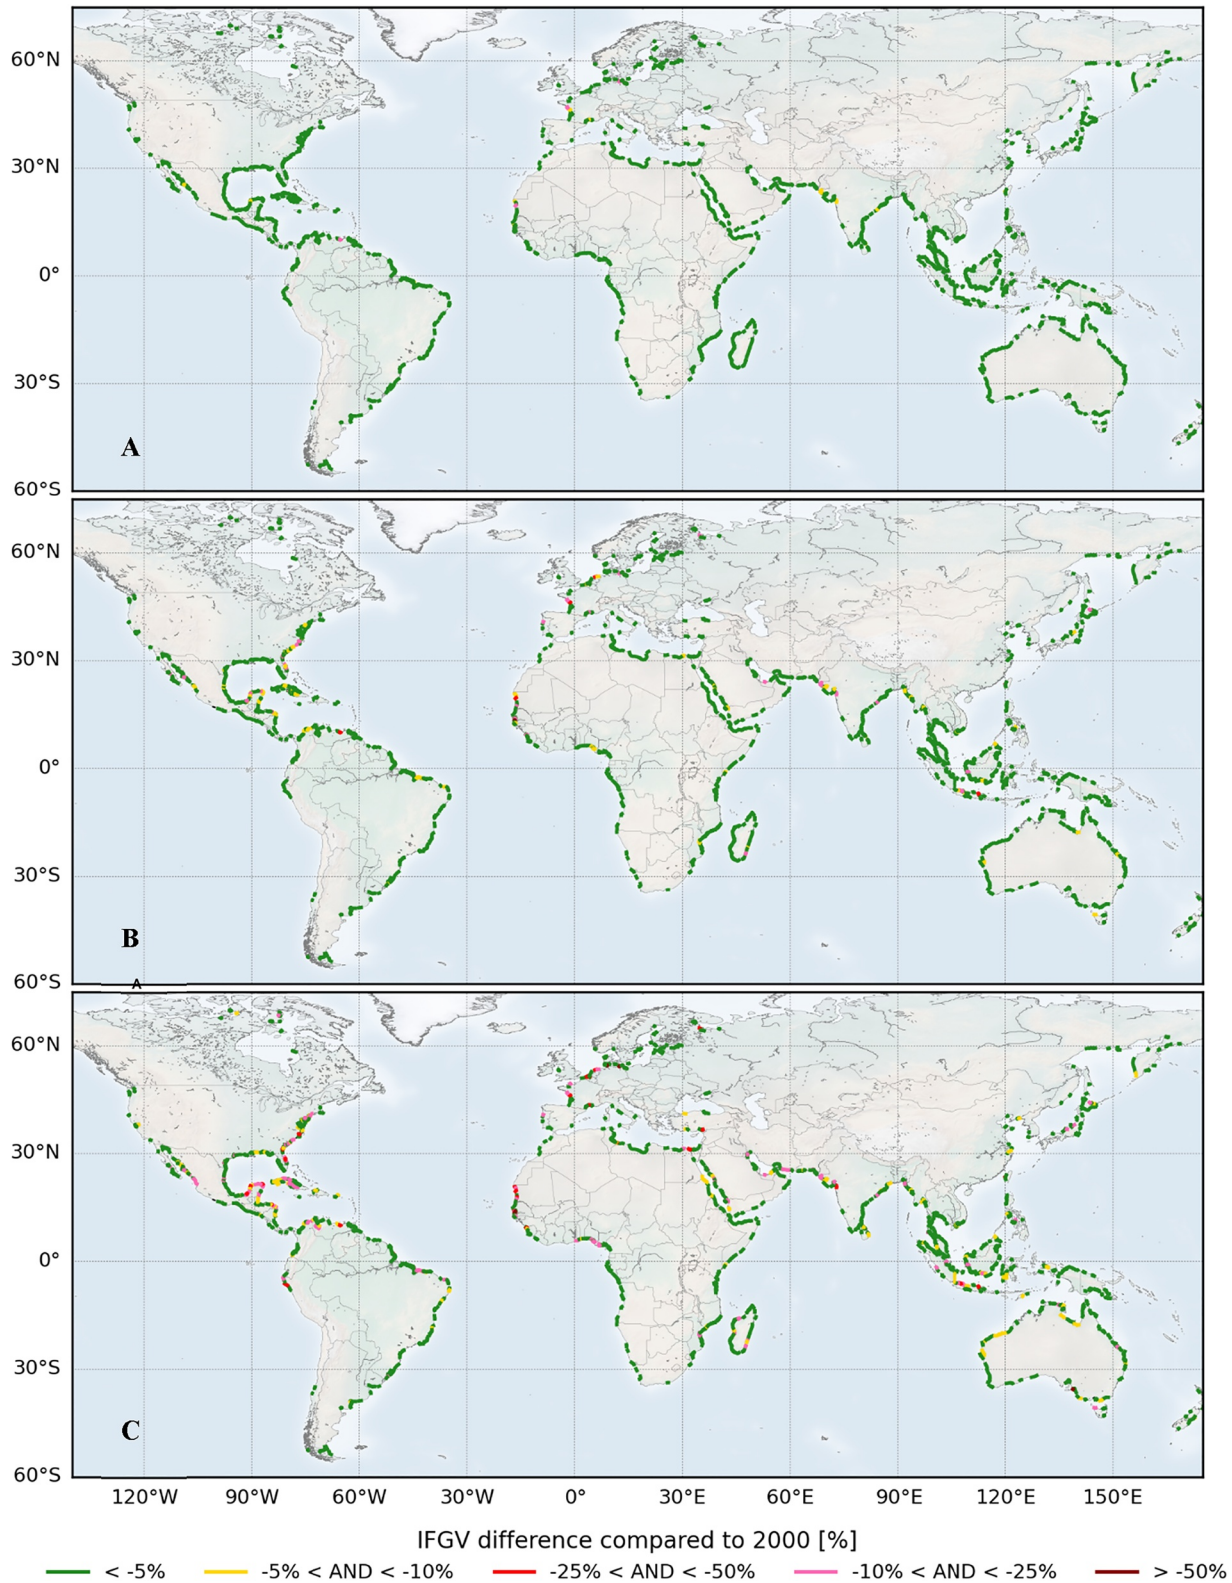 60°N
30°N
0°
30°S
A
60°S
60°N
30°N
0°
30°S
B
60°S
A
60°N
30°N
0°
30°S
C
60°S
120°W 90°W 60°W 30°W 0° 30°E 60°E 90°E 120°E 150°E
IFGV difference compared to 2000 [%]
< -5% -5% < AND < -10% -25% < AND < -50% -10% < AND < -25% > -50%